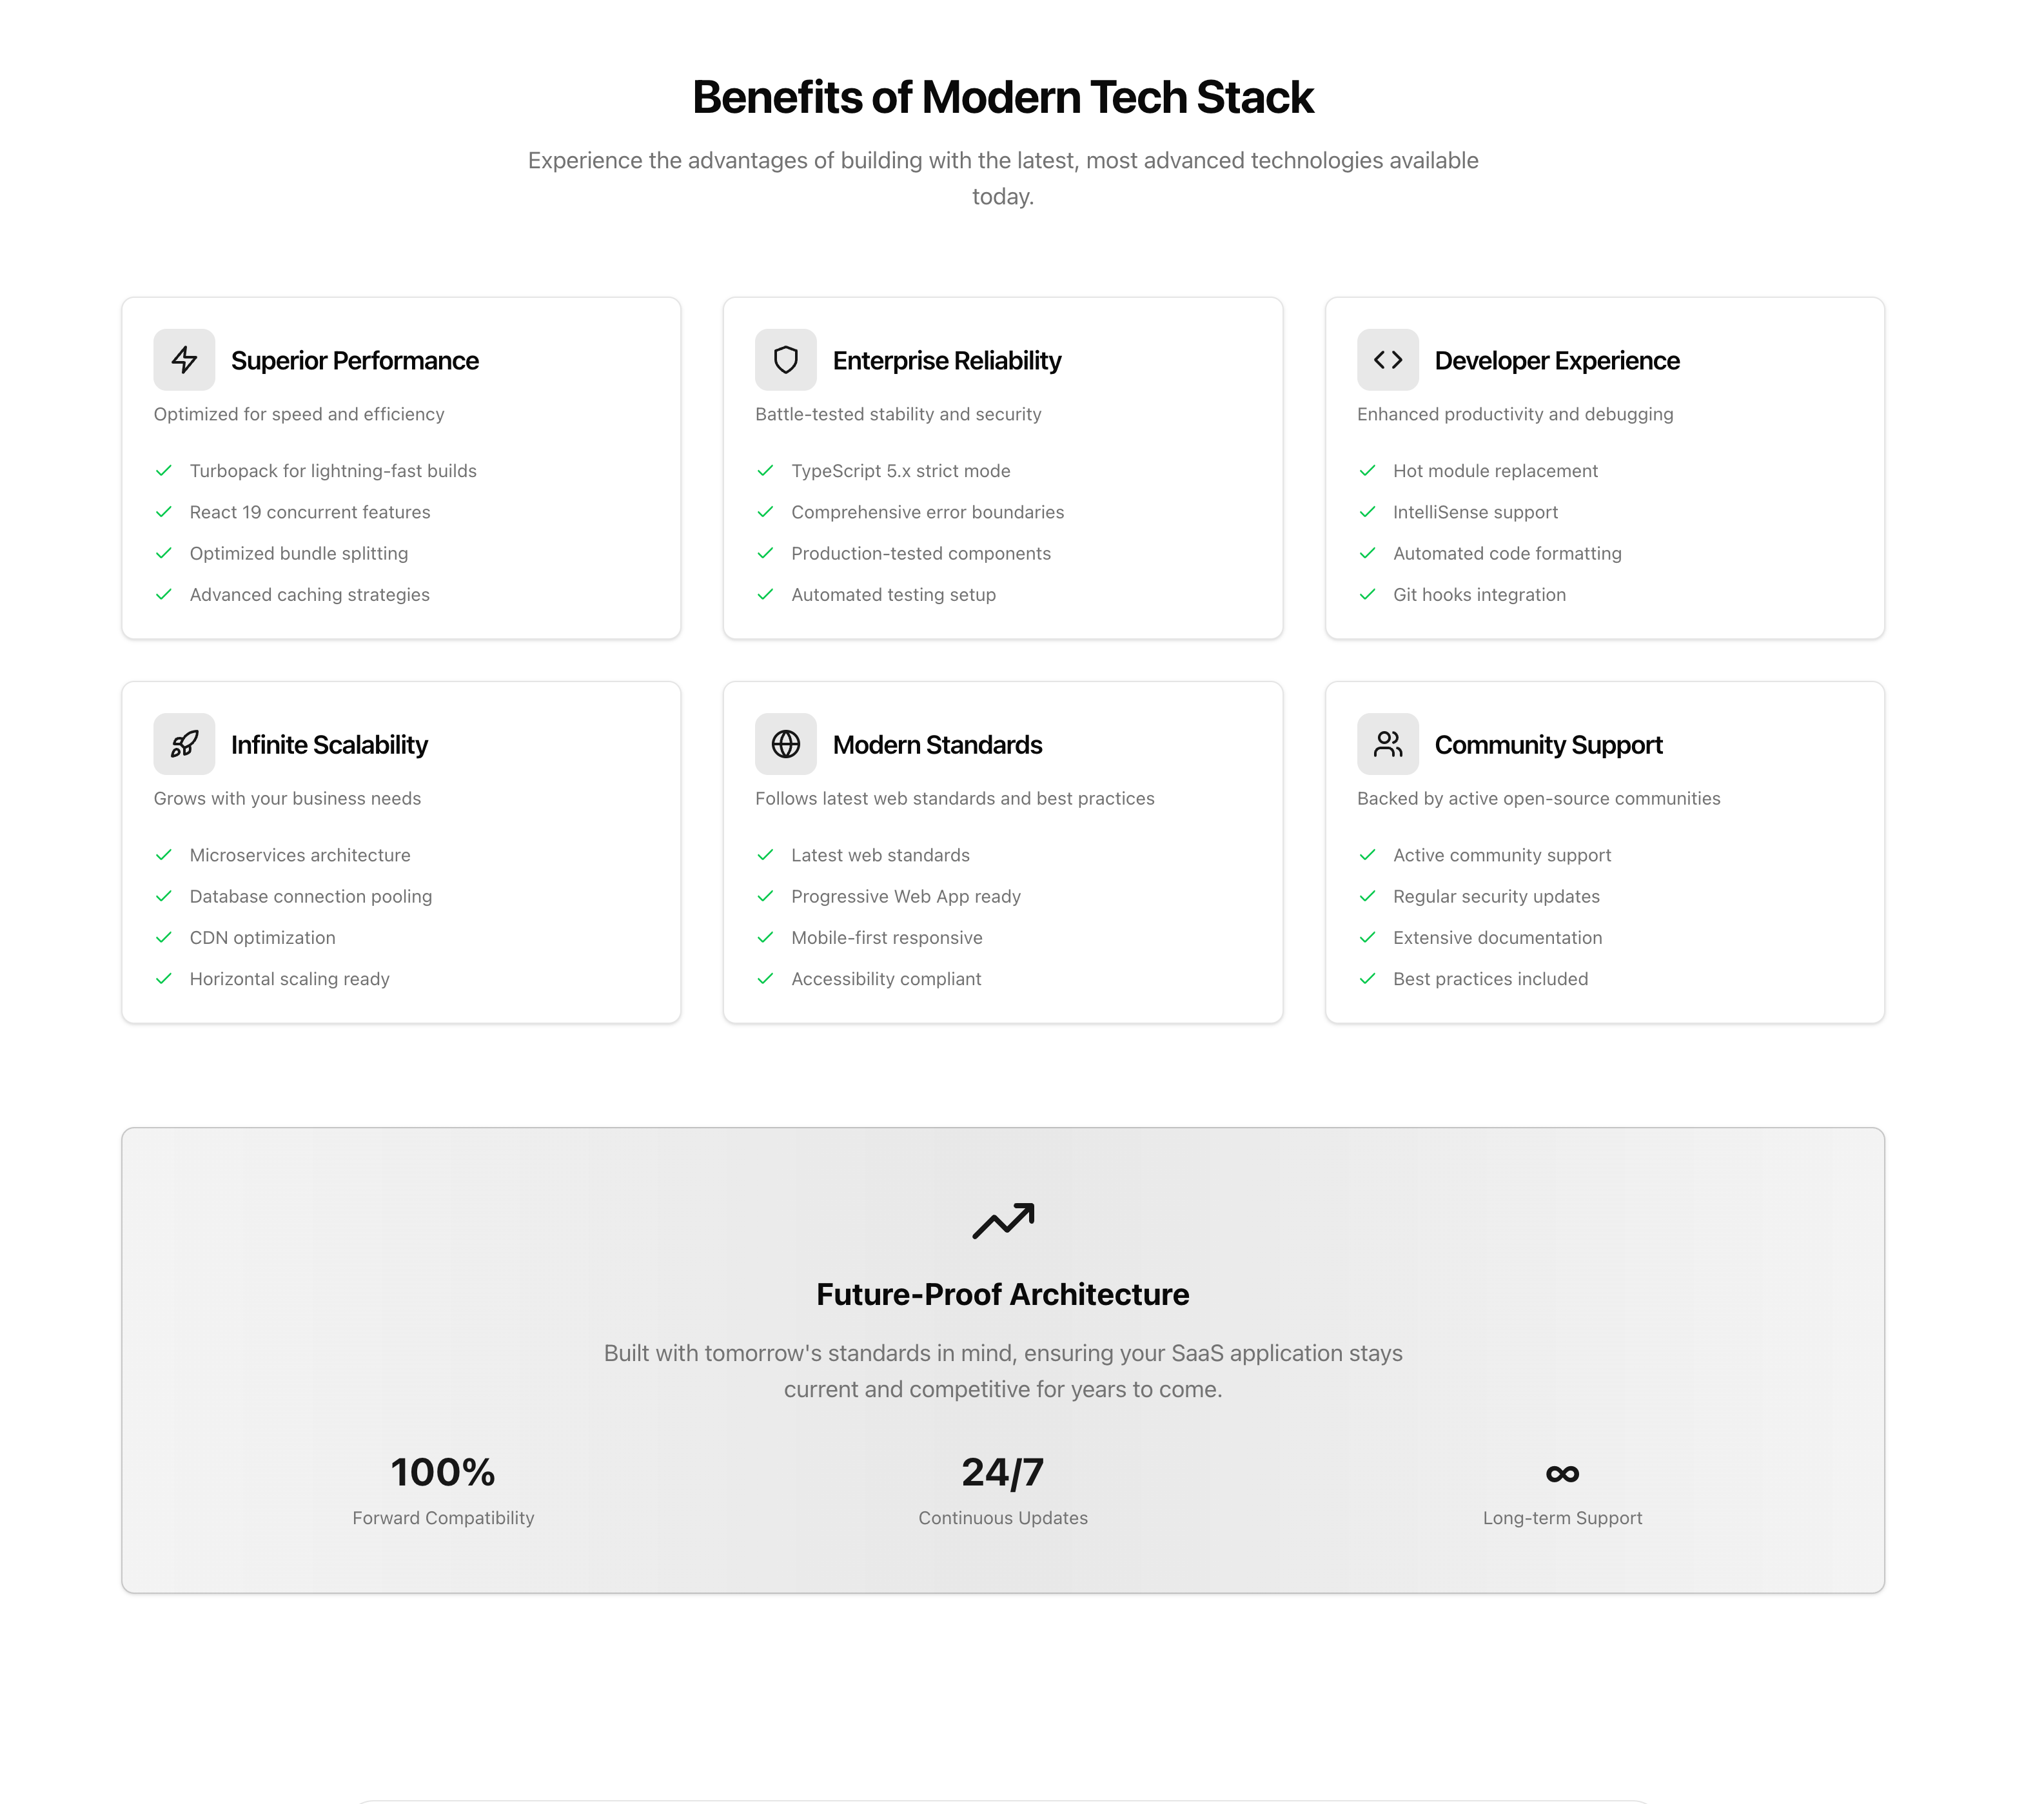 Benefits of Modern Tech Stack
Experience the advantages of building with the latest, most advanced technologies available
today.
Superior Performance
Optimized for speed and efficiency
Turbopack for lightning-fast builds
React 19 concurrent features
Optimized bundle splitting
Advanced caching strategies
Enterprise Reliability
Battle-tested stability and security
TypeScript 5.x strict mode
Comprehensive error boundaries
Production-tested components
Automated testing setup
Developer Experience
Enhanced productivity and debugging
Hot module replacement
IntelliSense support
Automated code formatting
Git hooks integration
Infinite Scalability
Grows with your business needs
Microservices architecture
Database connection pooling
CDN optimization
Horizontal scaling ready
Modern Standards
Follows latest web standards and best practices
Latest web standards
Progressive Web App ready
Mobile-first responsive
Accessibility compliant
Community Support
Backed by active open-source communities
Active community support
Regular security updates
Extensive documentation
Best practices included
Future-Proof Architecture
Built with tomorrow's standards in mind, ensuring your SaaS application stays
current and competitive for years to come.
100%
Forward Compatibility
24/7
Continuous Updates
∞
Long-term Support